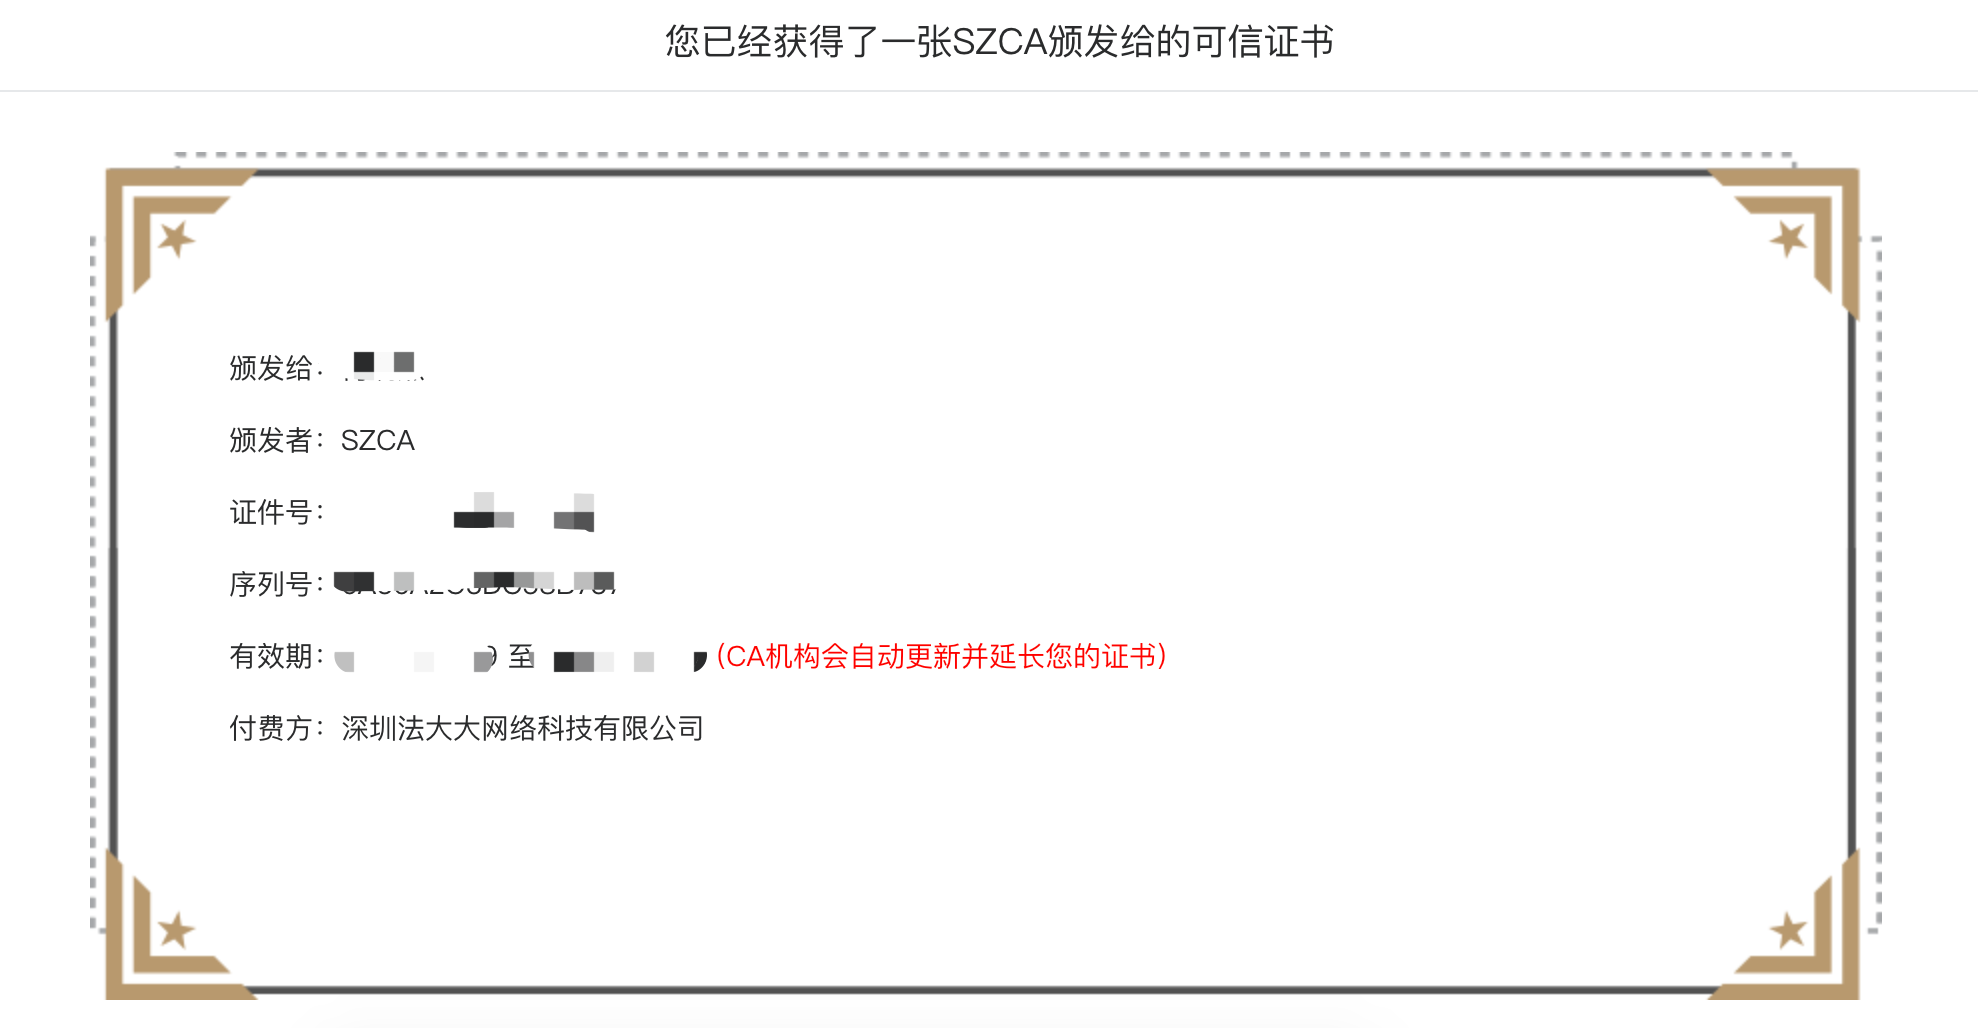 您已经获得了一张SZCA颁发给的可信证书
颁发给：
颁发者：SZCA
证件号：
序列号：
有效期： 至 (CA机构会自动更新并延长您的证书)
付费方：深圳法大大网络科技有限公司